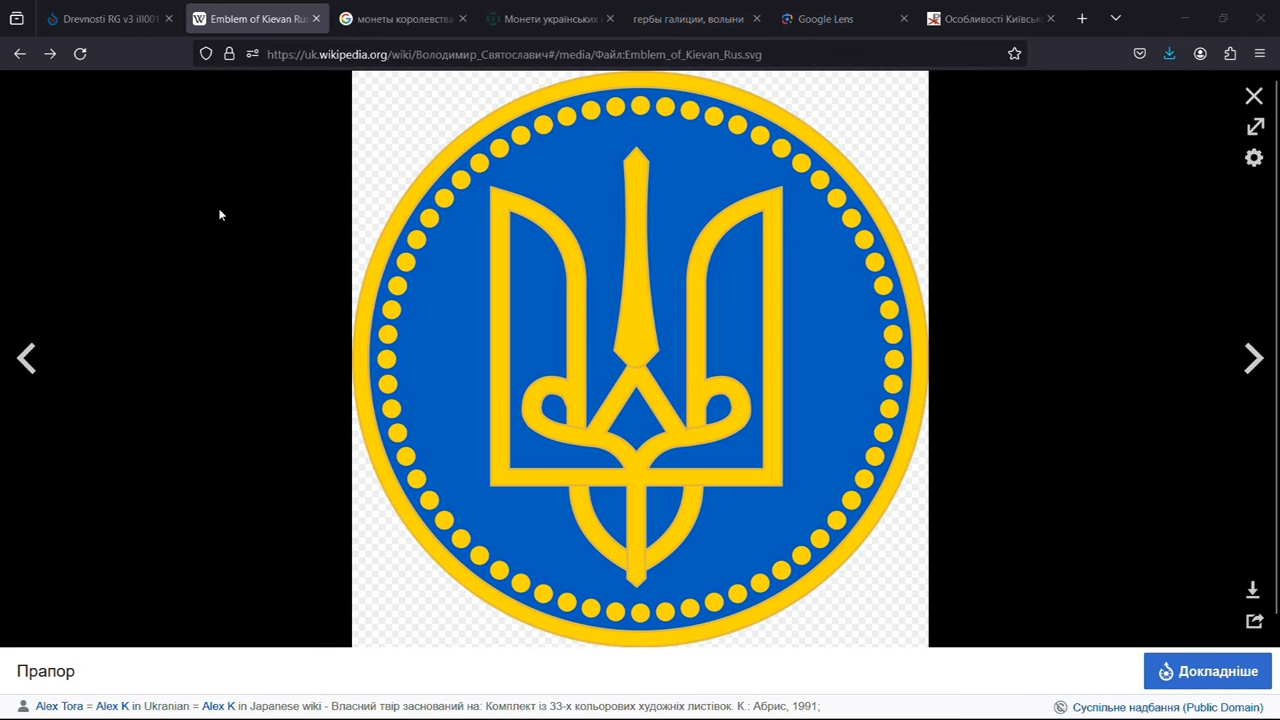 Drevnosti RG v3 ill001
Emblem of Kievan Rus
монеты королевства
Монети українських
гербы галиции, волыни
Google Lens
Особливості Київсько
https://uk.wikipedia.org/wiki/Володимир_Святославич#/media/Файл:Emblem_of_Kievan_Rus.svg
Прапор
Докладніше
Alex Tora = Alex K in Ukranian = Alex K in Japanese wiki - Власний твір заснований на: Комплект із 33-х кольорових художніх листівок. К.: Абрис, 1991;
Суспільне надбання (Public Domain)